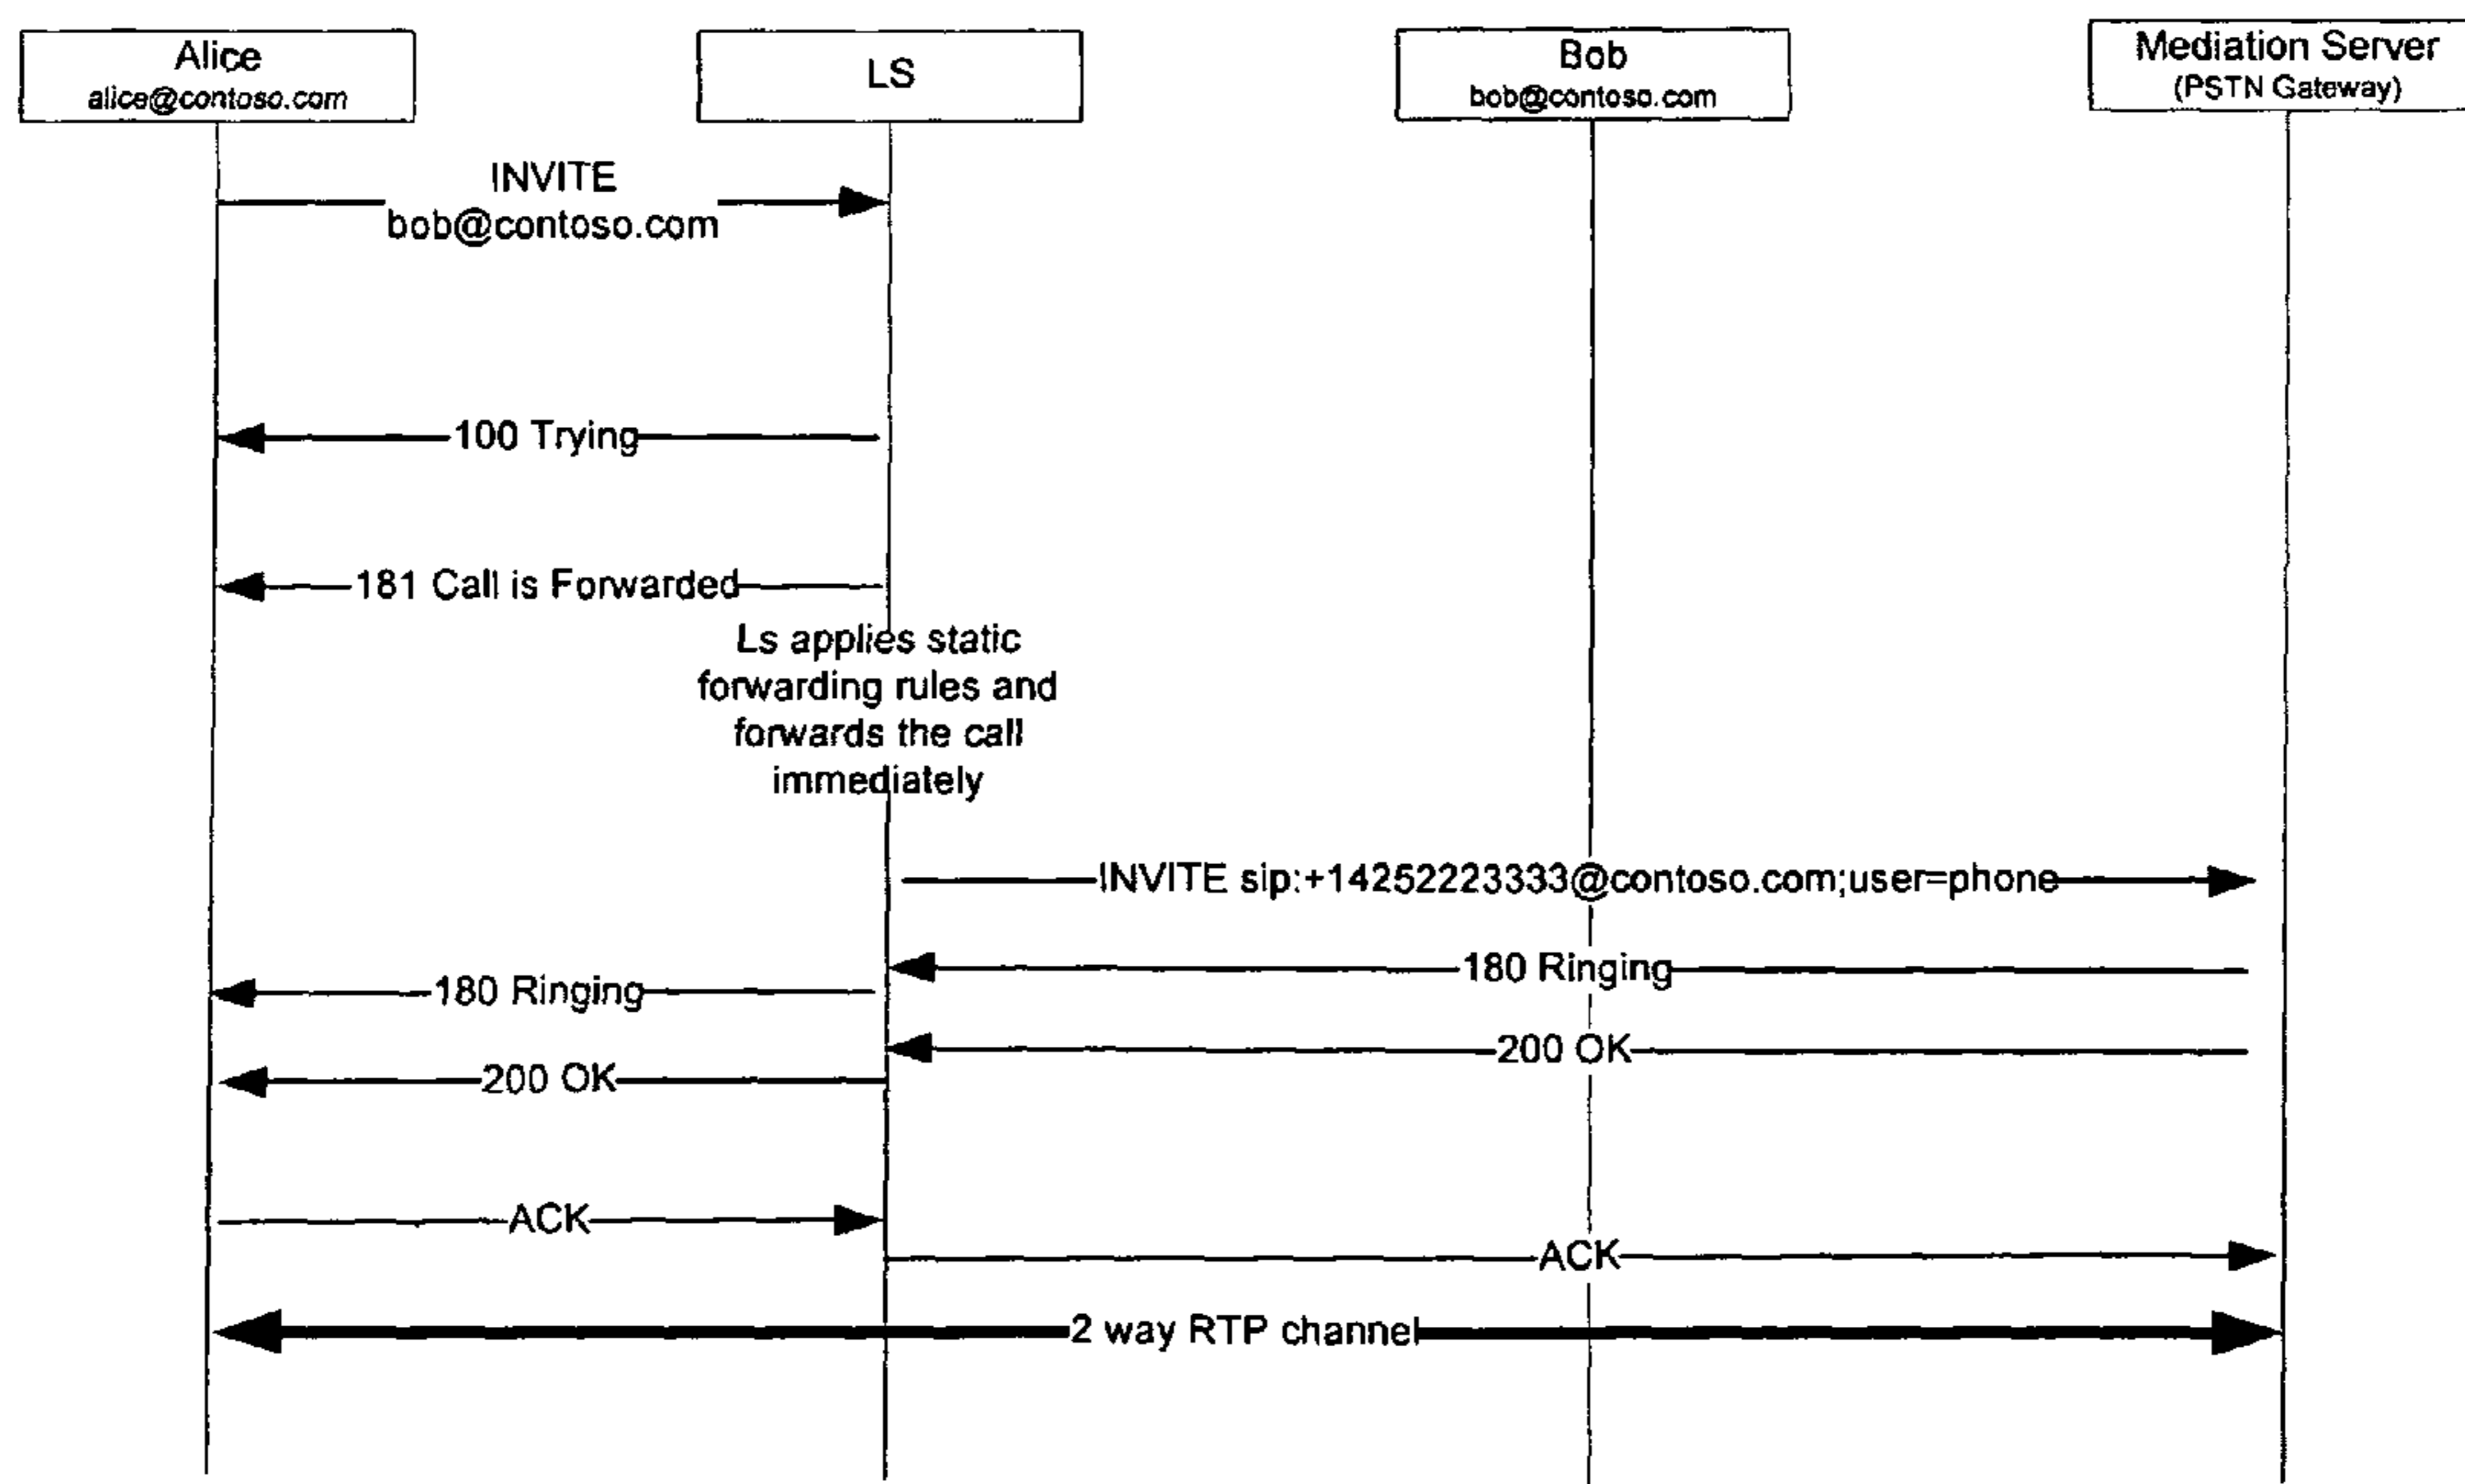 Alice
alice@contoso.com
LS
Bob
bob@contoso.com
Mediation Server
(PSTN Gateway)
INVITE
bob@contoso.com
100 Trying
181 Call is Forwarded
Ls applies static
forwarding rules and
forwards the call
immediately
INVITE sip:+14252223333@contoso.com;user=phone
180 Ringing
180 Ringing
200 OK
200 OK
ACK
ACK
2 way RTP channel